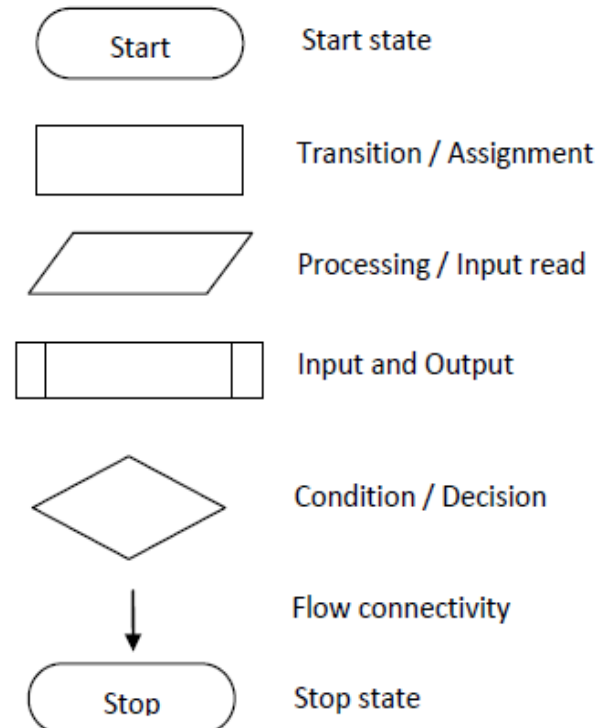 Start
Start state
Transition / Assignment
Processing / Input read
Input and Output
Condition / Decision
Flow connectivity
Stop
Stop state